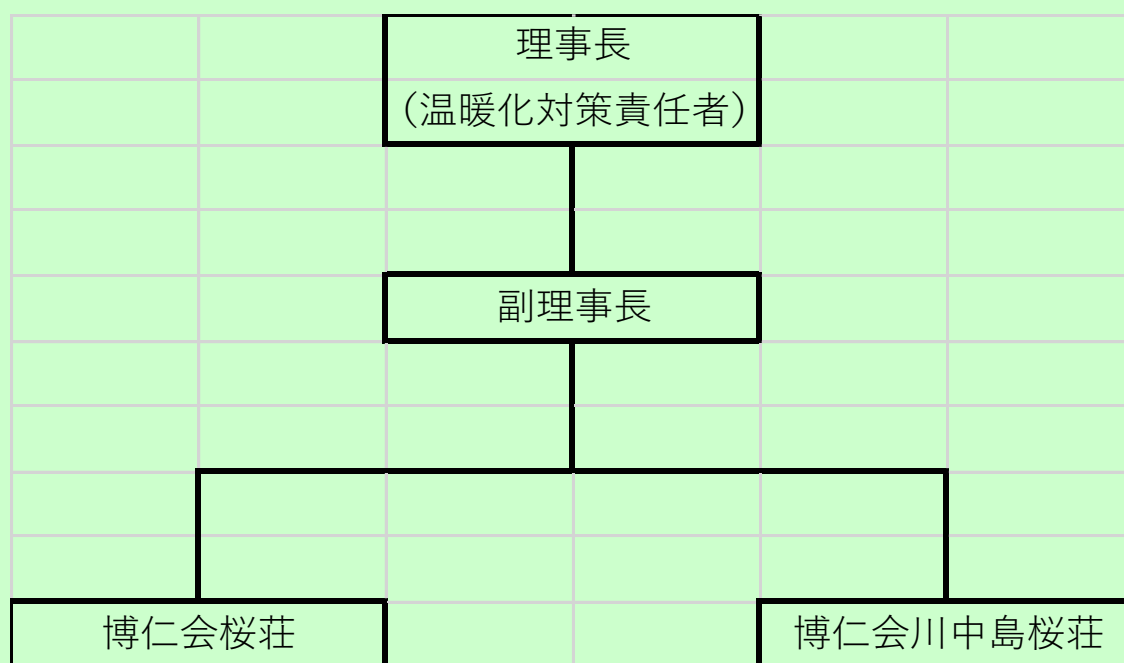 理事長
（温暖化対策責任者）
副理事長
博仁会桜荘
博仁会川中島桜荘